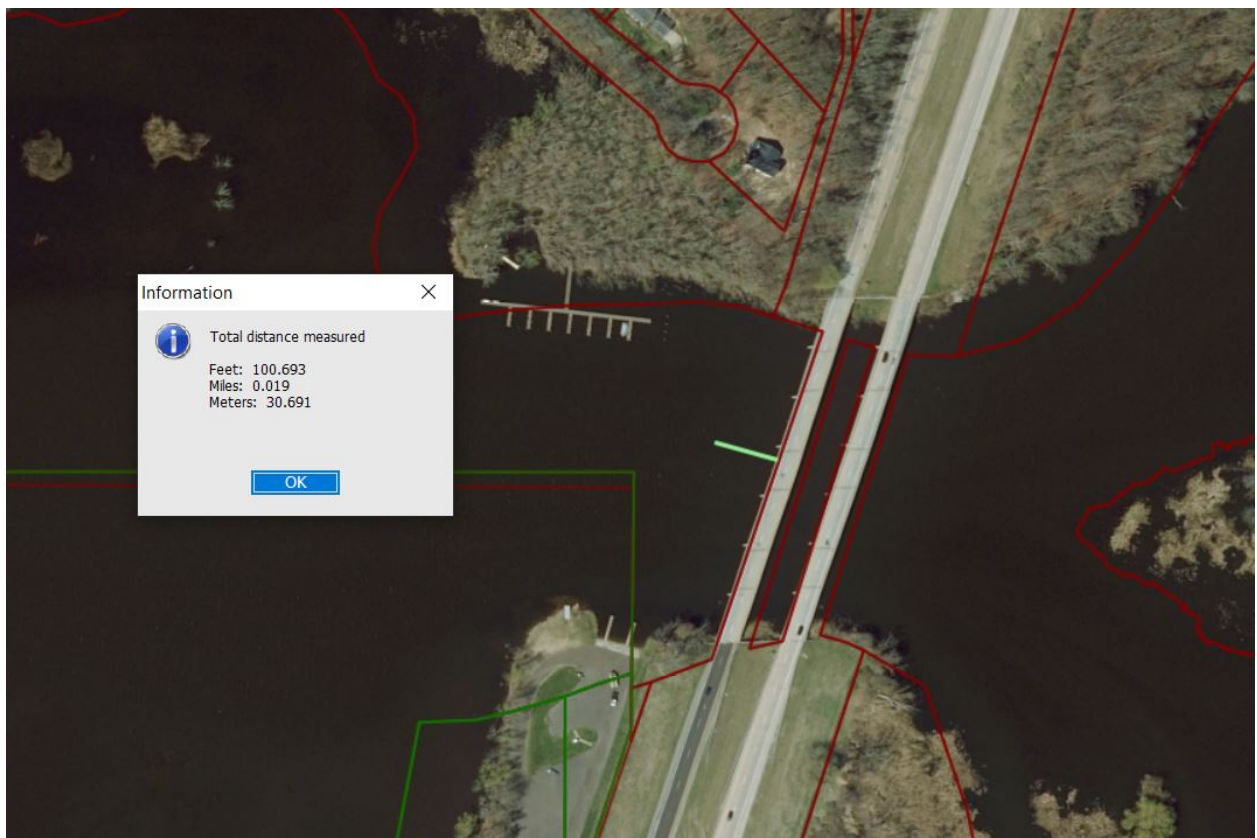 Information
Total distance measured
Feet: 100.693
Miles: 0.019
Meters: 30.691
OK